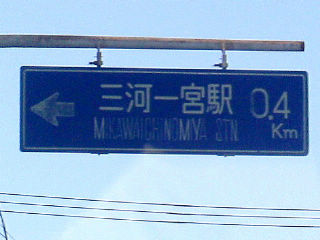 三河一宮駅 0.4
MIKAWAICHINOMIYA STN Km